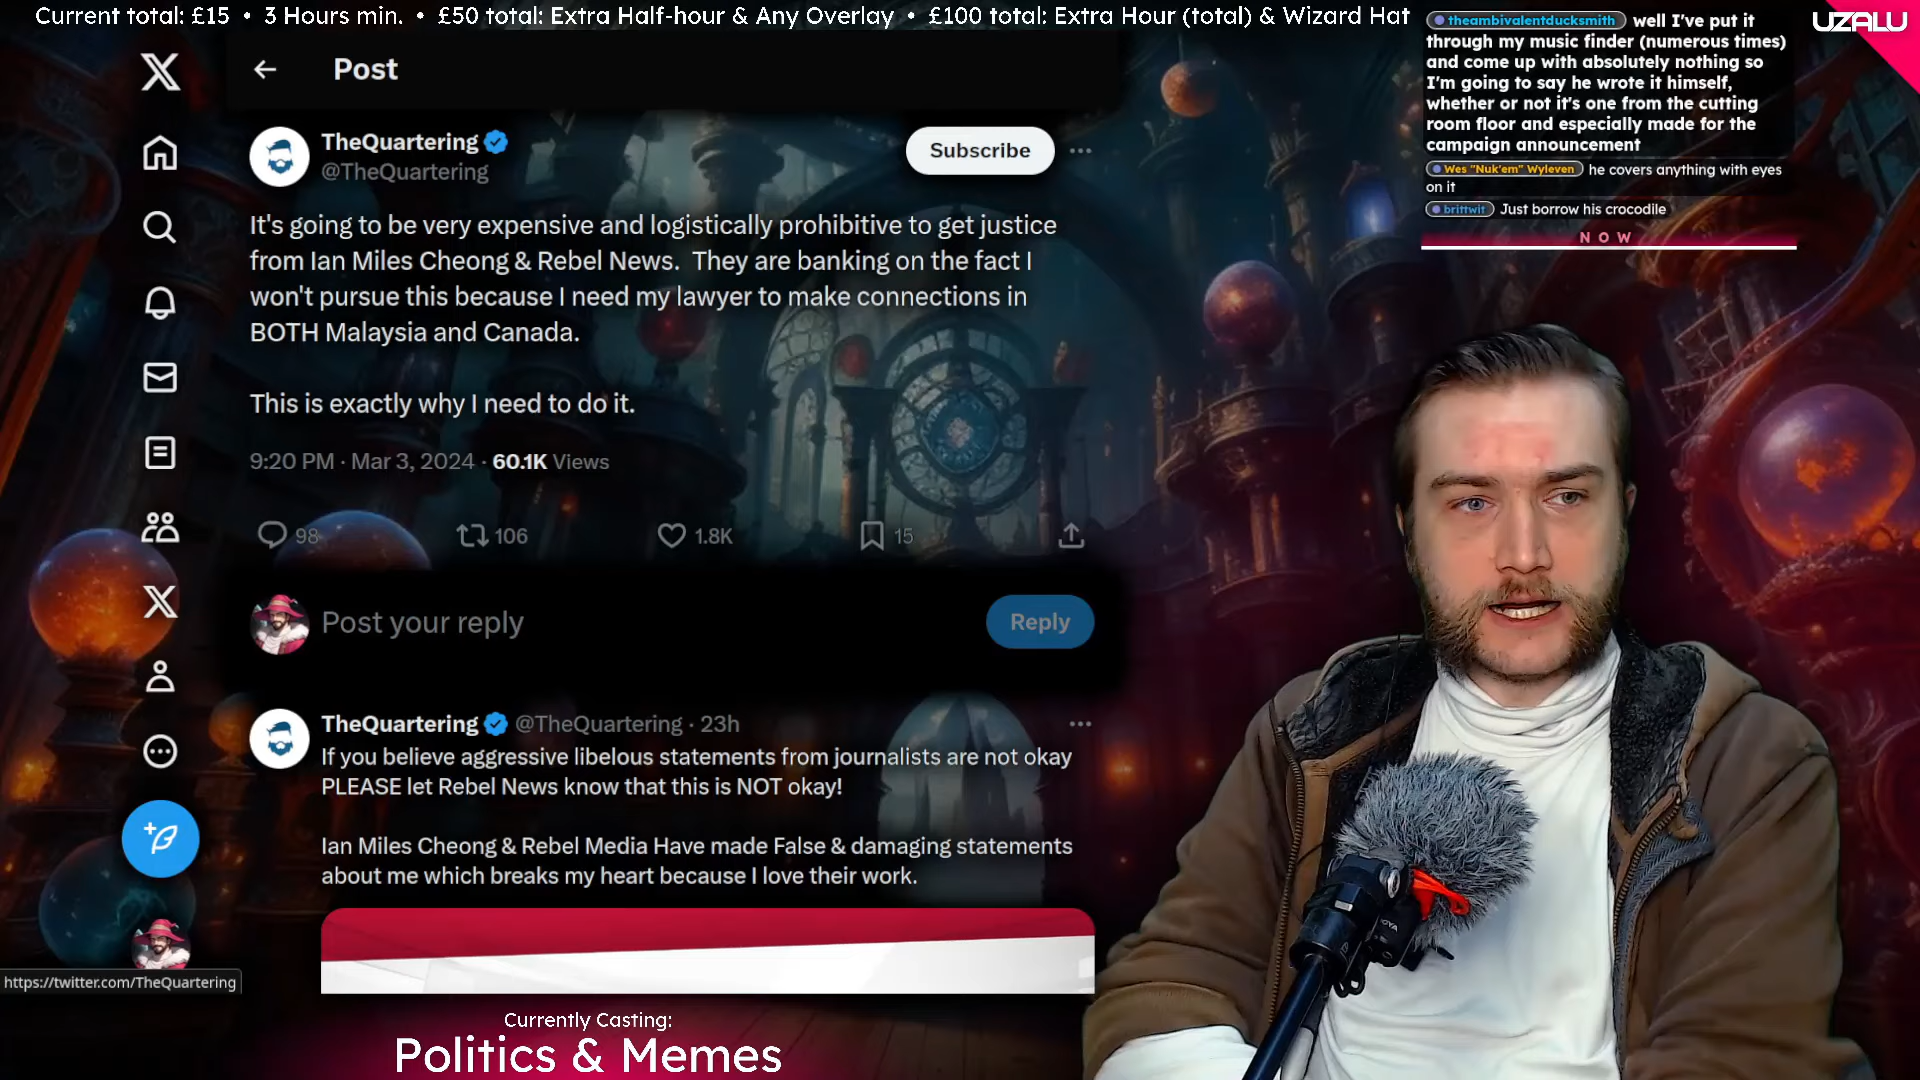 Current total: £15 • 3 Hours min. • £50 total: Extra Half-hour & Any Overlay • £100 total: Extra Hour (total) & Wizard Hat
UZALU
theambivalentducksmith well I've put it
through my music finder (numerous times)
and come up with absolutely nothing so
I'm going to say he wrote it himself,
whether or not it's one from the cutting
room floor and especially made for the
campaign announcement
Wes "Nuk'em" Wyleven he covers anything with eyes
on it
brittwit Just borrow his crocodile
NOW
Post
TheQuartering
@TheQuartering
Subscribe
It's going to be very expensive and logistically prohibitive to get justice
from Ian Miles Cheong & Rebel News. They are banking on the fact I
won't pursue this because I need my lawyer to make connections in
BOTH Malaysia and Canada.
This is exactly why I need to do it.
9:20 PM · Mar 3, 2024 · 60.1K Views
98 106 1.8K 15
Post your reply
Reply
TheQuartering @TheQuartering · 23h
If you believe aggressive libelous statements from journalists are not okay
PLEASE let Rebel News know that this is NOT okay!
Ian Miles Cheong & Rebel Media Have made False & damaging statements
about me which breaks my heart because I love their work.
https://twitter.com/TheQuartering
Currently Casting:
Politics & Memes